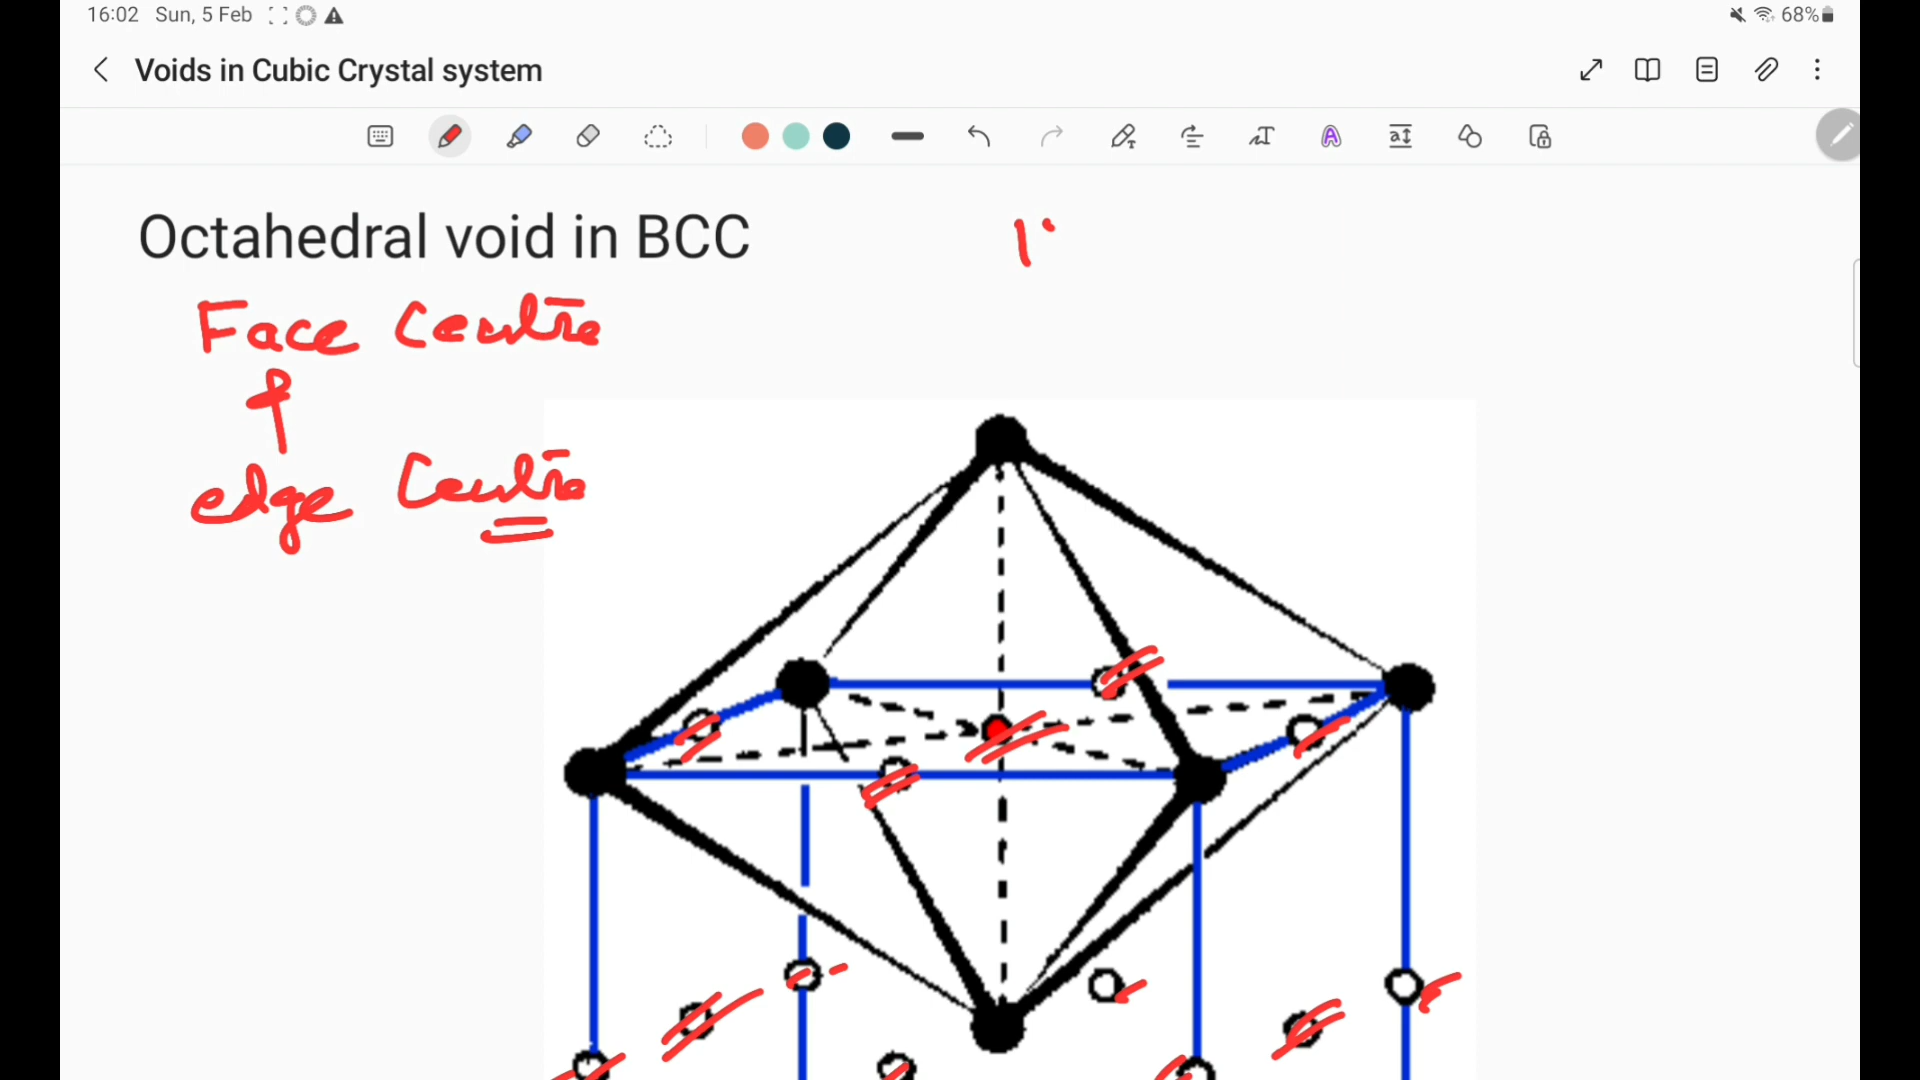 16:02 Sun, 5 Feb 68%
Voids in Cubic Crystal system
Octahedral void in BCC
Face Centre
edge Centre